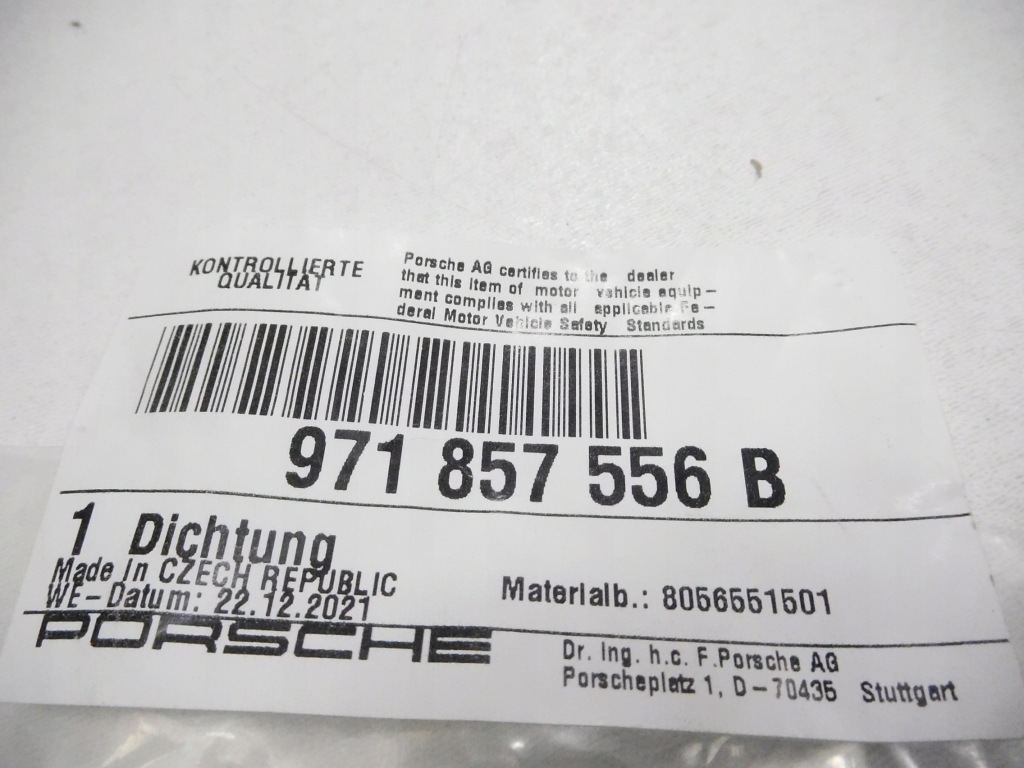 KONTROLLIERTE
QUALITÄT
Porsche AG certifies to the dealer
that this item of motor vehicle equip-
ment complies with all applicable Fe-
deral Motor Vehicle Safety Standards
971 857 556 B
1 Dichtung
Made in CZECH REPUBLIC
WE-Datum: 22.12.2021
Materialb.: 8056551501
PORSCHE
Dr. Ing. h.c. F.Porsche AG
Porscheplatz 1, D-70435 Stuttgart